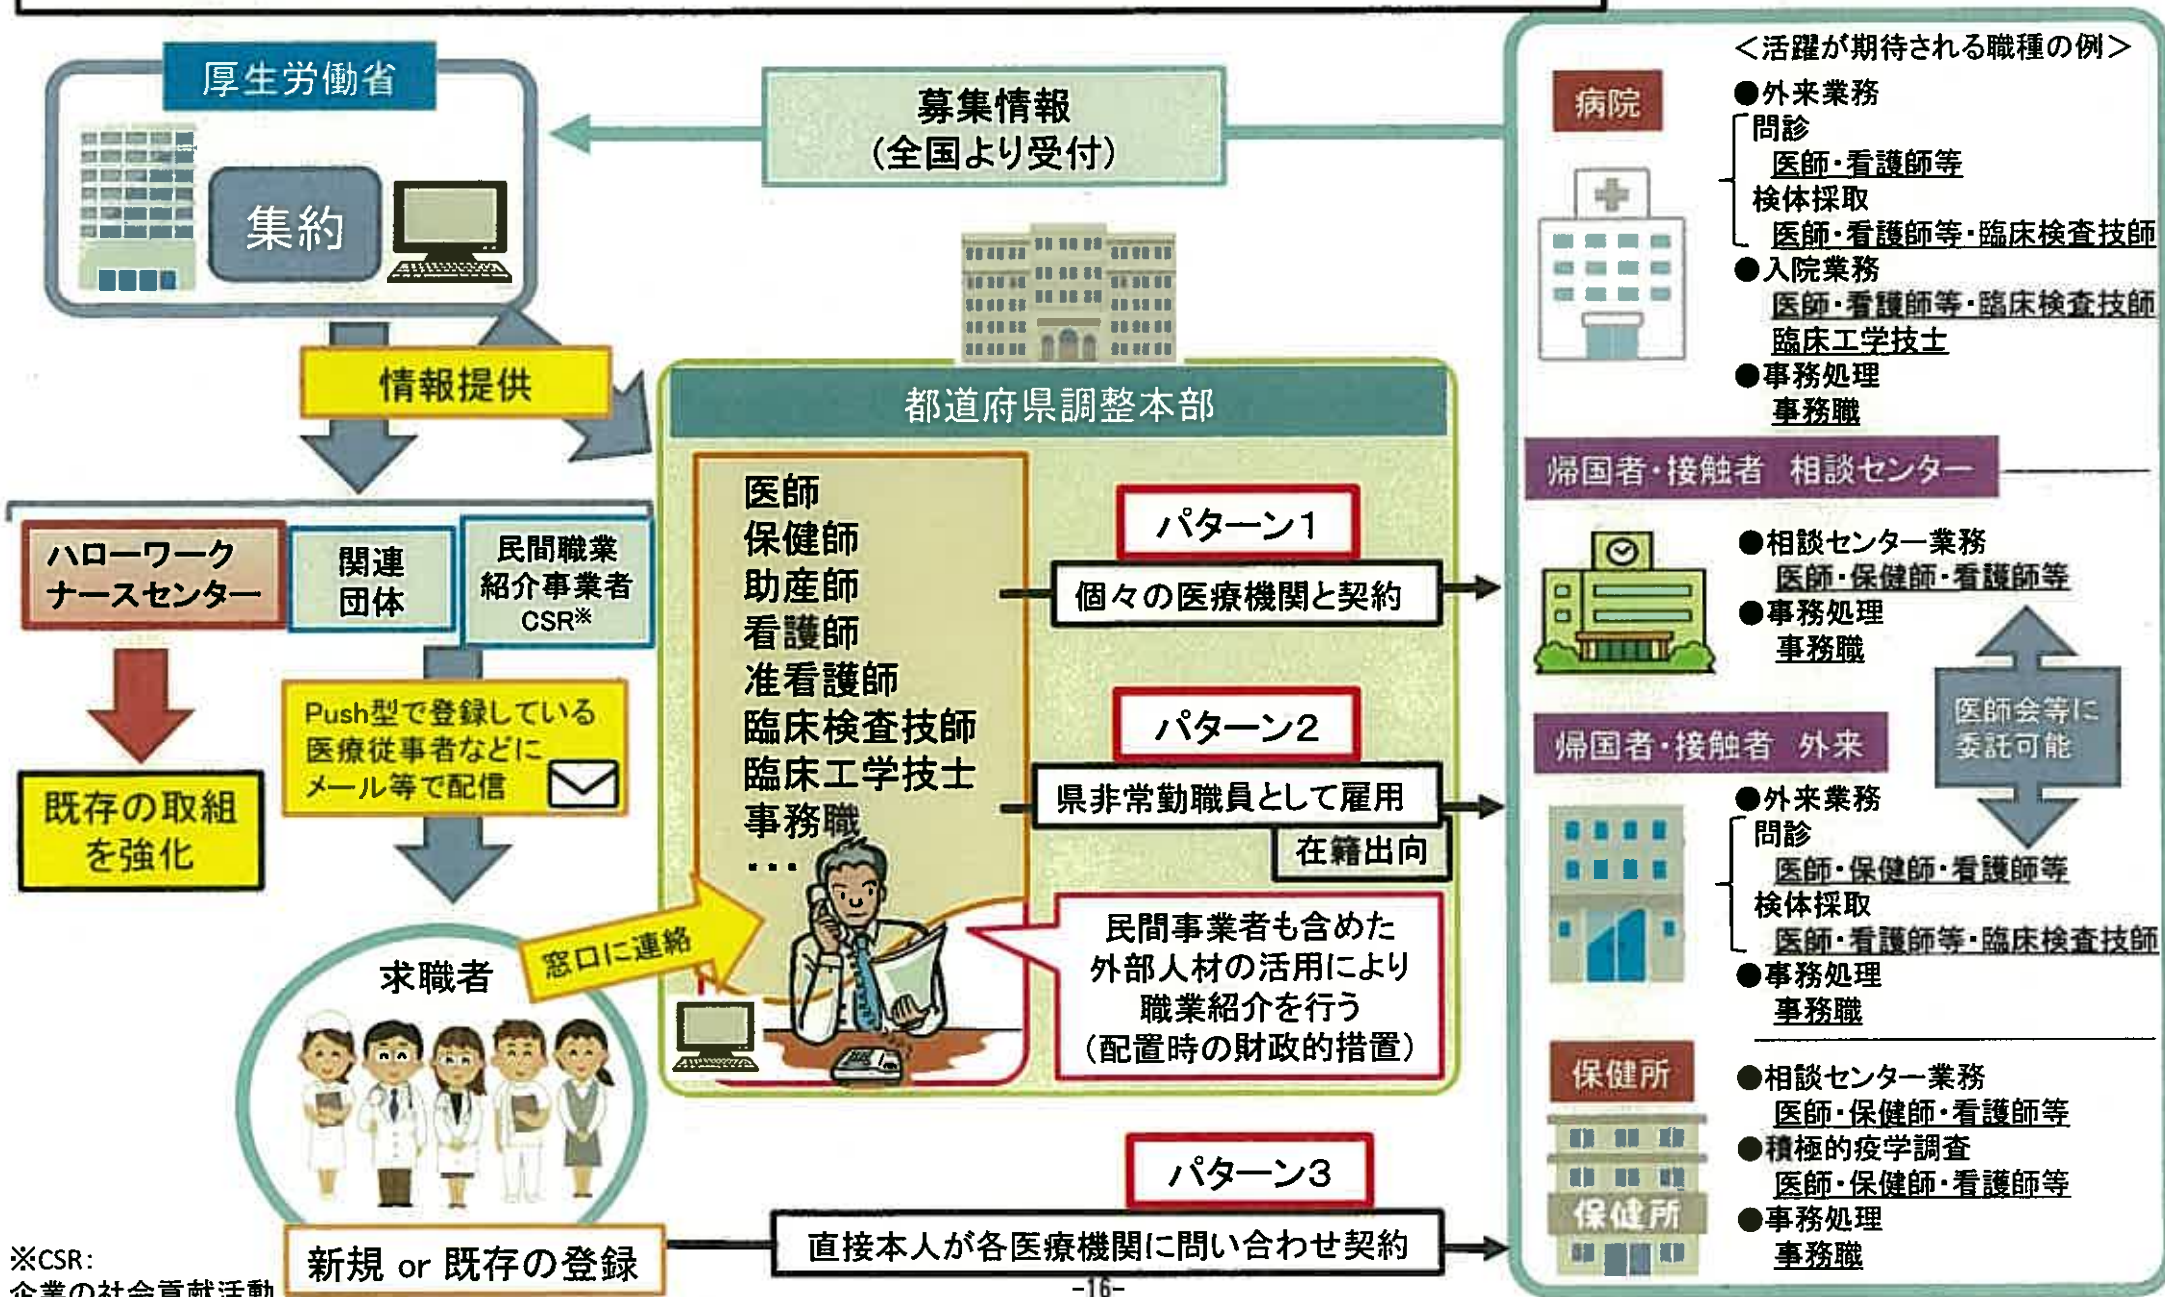 厚生労働省
集約
募集情報
(全国より受付)
情報提供
ハローワーク
ナースセンター
関連
団体
民間職業
紹介事業者
CSR※
既存の取組
を強化
Push型で登録している
医療従事者などに
メール等で配信
求職者
窓口に連絡
新規 or 既存の登録
※CSR:
企業の社会貢献活動
都道府県調整本部
医師
保健師
助産師
看護師
准看護師
臨床検査技師
臨床工学技士
事務職
・・・
パターン1
個々の医療機関と契約
パターン2
県非常勤職員として雇用
在籍出向
民間事業者も含めた
外部人材の活用により
職業紹介を行う
(配置時の財政的措置)
パターン3
直接本人が各医療機関に問い合わせ契約
-16-
＜活躍が期待される職種の例＞
病院
●外来業務
問診
医師・看護師等
検体採取
医師・看護師等・臨床検査技師
●入院業務
医師・看護師等・臨床検査技師
臨床工学技士
●事務処理
事務職
帰国者・接触者 相談センター
●相談センター業務
医師・保健師・看護師等
●事務処理
事務職
医師会等に
委託可能
帰国者・接触者 外来
●外来業務
問診
医師・保健師・看護師等
検体採取
医師・看護師等・臨床検査技師
●事務処理
事務職
保健所
保健所
●相談センター業務
医師・保健師・看護師等
●積極的疫学調査
医師・保健師・看護師等
●事務処理
事務職